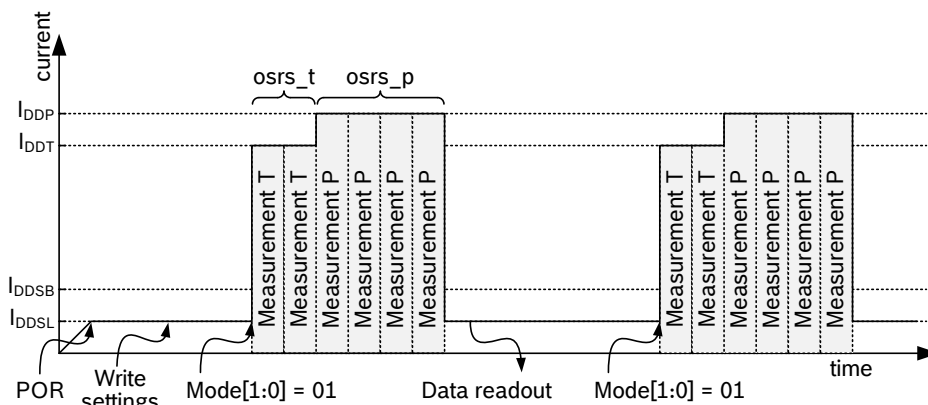 current
osrs_t
osrs_p
IDDP
IDDT
IDDSB
IDDSL
Measurement T
Measurement T
Measurement P
Measurement P
Measurement P
Measurement P
Measurement T
Measurement T
Measurement P
Measurement P
Measurement P
Measurement P
time
POR
Write
settings
Mode[1:0] = 01
Data readout
Mode[1:0] = 01